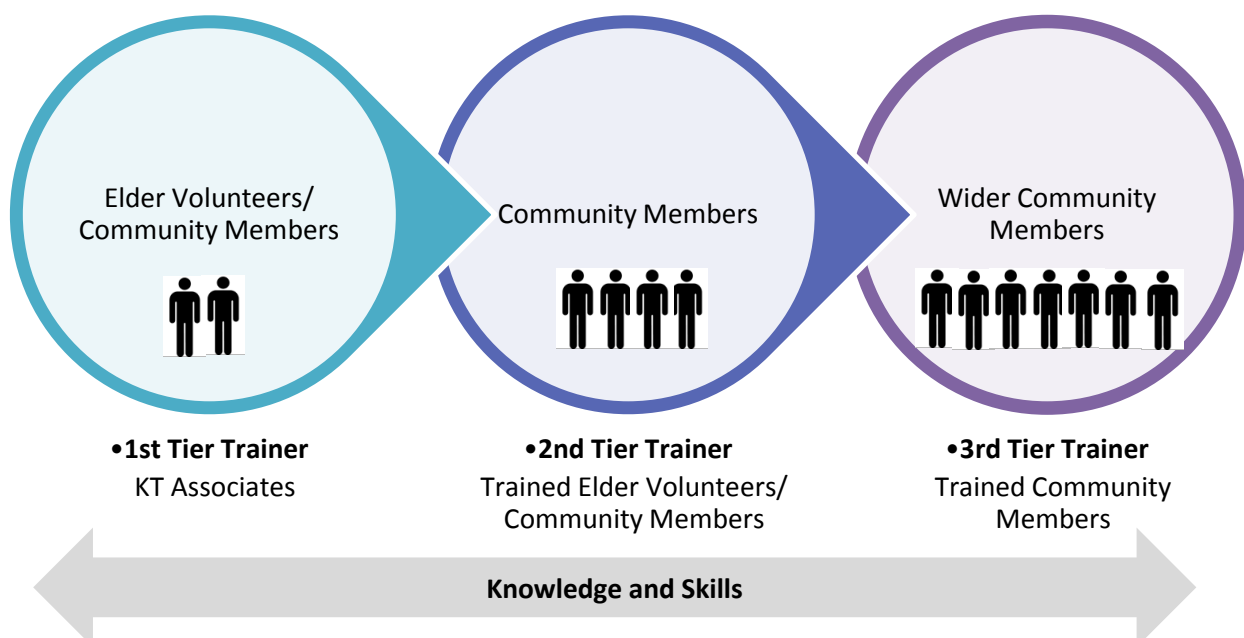 Elder Volunteers/
Community Members
Community Members
Wider Community
Members
•1st Tier Trainer
KT Associates
•2nd Tier Trainer
Trained Elder Volunteers/
Community Members
•3rd Tier Trainer
Trained Community
Members
Knowledge and Skills